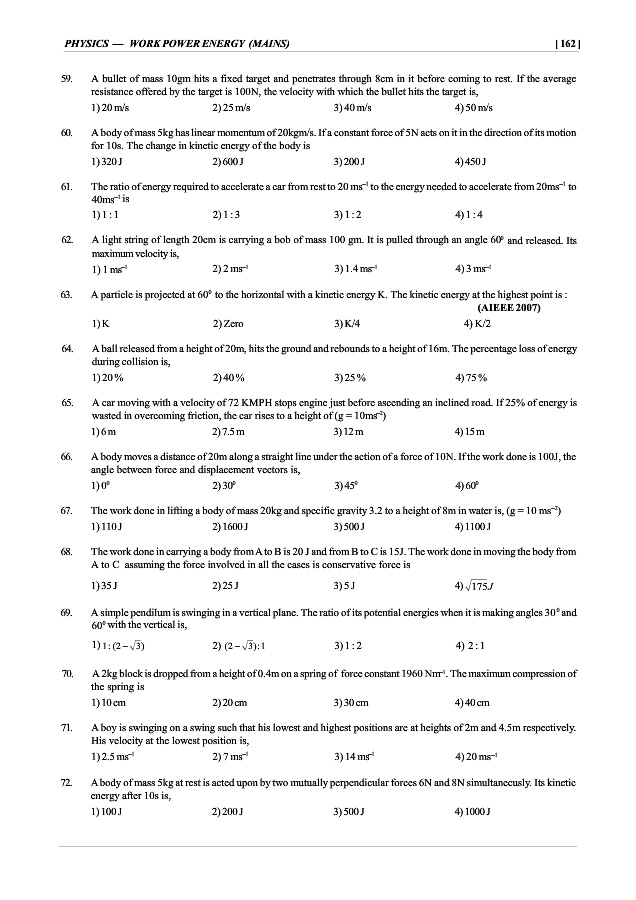 PHYSICS — WORK POWER ENERGY (MAINS) [ 162 ]
59. A bullet of mass 10gm hits a fixed target and penetrates through 8cm in it before coming to rest. If the average
resistance offered by the target is 100N, the velocity with which the bullet hits the target is,
1) 20 m/s 2) 25 m/s 3) 40 m/s 4) 50 m/s
60. A body of mass 5kg has linear momentum of 20kgm/s. If a constant force of 5N acts on it in the direction of its motion
for 10s. The change in kinetic energy of the body is
1) 320 J 2) 600 J 3) 200 J 4) 450 J
61. The ratio of energy required to accelerate a car from rest to 20 ms⁻¹ to the energy needed to accelerate from 20ms⁻¹ to
40ms⁻¹ is
1) 1 : 1 2) 1 : 3 3) 1 : 2 4) 1 : 4
62. A light string of length 20cm is carrying a bob of mass 100 gm. It is pulled through an angle 60⁰ and released. Its
maximum velocity is,
1) 1 ms⁻¹ 2) 2 ms⁻¹ 3) 1.4 ms⁻¹ 4) 3 ms⁻¹
63. A particle is projected at 60⁰ to the horizontal with a kinetic energy K. The kinetic energy at the highest point is :
(AIEEE 2007)
1) K 2) Zero 3) K/4 4) K/2
64. A ball released from a height of 20m, hits the ground and rebounds to a height of 16m. The percentage loss of energy
during collision is,
1) 20 % 2) 40 % 3) 25 % 4) 75 %
65. A car moving with a velocity of 72 KMPH stops engine just before ascending an inclined road. If 25% of energy is
wasted in overcoming friction, the car rises to a height of (g = 10ms⁻²)
1) 6 m 2) 7.5 m 3) 12 m 4) 15 m
66. A body moves a distance of 20m along a straight line under the action of a force of 10N. If the work done is 100J, the
angle between force and displacement vectors is,
1) 0⁰ 2) 30⁰ 3) 45⁰ 4) 60⁰
67. The work done in lifting a body of mass 20kg and specific gravity 3.2 to a height of 8m in water is, (g = 10 ms⁻²)
1) 110 J 2) 1600 J 3) 500 J 4) 1100 J
68. The work done in carrying a body from A to B is 20 J and from B to C is 15J. The work done in moving the body from
A to C assuming the force involved in all the cases is conservative force is
1) 35 J 2) 25 J 3) 5 J 4) √175J
69. A simple pendilum is swinging in a vertical plane. The ratio of its potential energies when it is making angles 30⁰ and
60⁰ with the vertical is,
1) 1 : (2 – √3) 2) (2 – √3) : 1 3) 1 : 2 4) 2 : 1
70. A 2kg block is dropped from a height of 0.4m on a spring of force constant 1960 Nm⁻¹. The maximum compression of
the spring is
1) 10 cm 2) 20 cm 3) 30 cm 4) 40 cm
71. A boy is swinging on a swing such that his lowest and highest positions are at heights of 2m and 4.5m respectively.
His velocity at the lowest position is,
1) 2.5 ms⁻¹ 2) 7 ms⁻¹ 3) 14 ms⁻¹ 4) 20 ms⁻¹
72. A body of mass 5kg at rest is acted upon by two mutually perpendicular forces 6N and 8N simultanecusly. Its kinetic
energy after 10s is,
1) 100 J 2) 200 J 3) 500 J 4) 1000 J